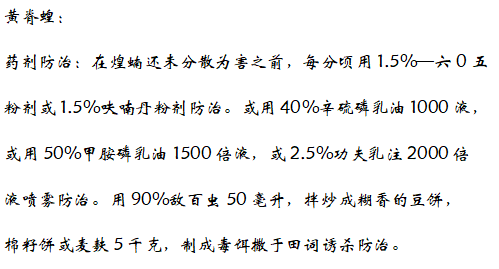 黄脊蝗：
药剂防治：在煌蝻还未分散为害之前，每分顷用1.5%—六0五
粉剂或1.5%呋喃丹粉剂防治。或用40%辛硫磷乳油1000液，
或用50%甲胺磷乳油1500倍液，或2.5%功夫乳注2000倍
液喷雾防治。用90%敌百虫50毫升，拌炒成糊香的豆饼，
棉籽饼或麦麸5千克，制成毒饵撒于田词诱杀防治。